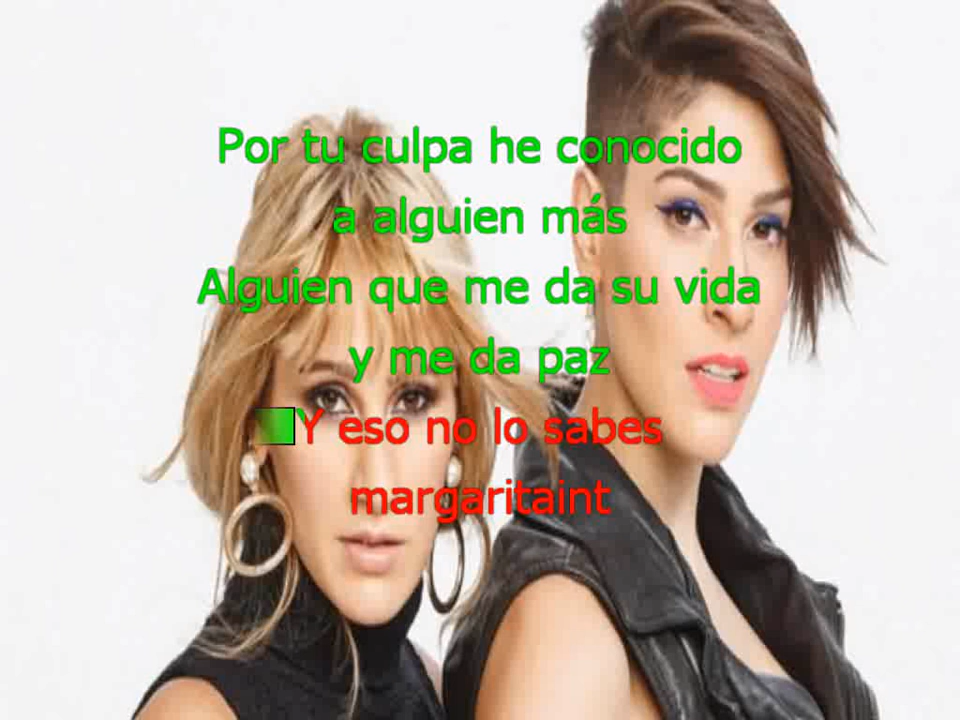 Por tu culpa he conocido
a alguien más
Alguien que me da su vida
y me da paz
Y eso no lo sabes
margaritaint